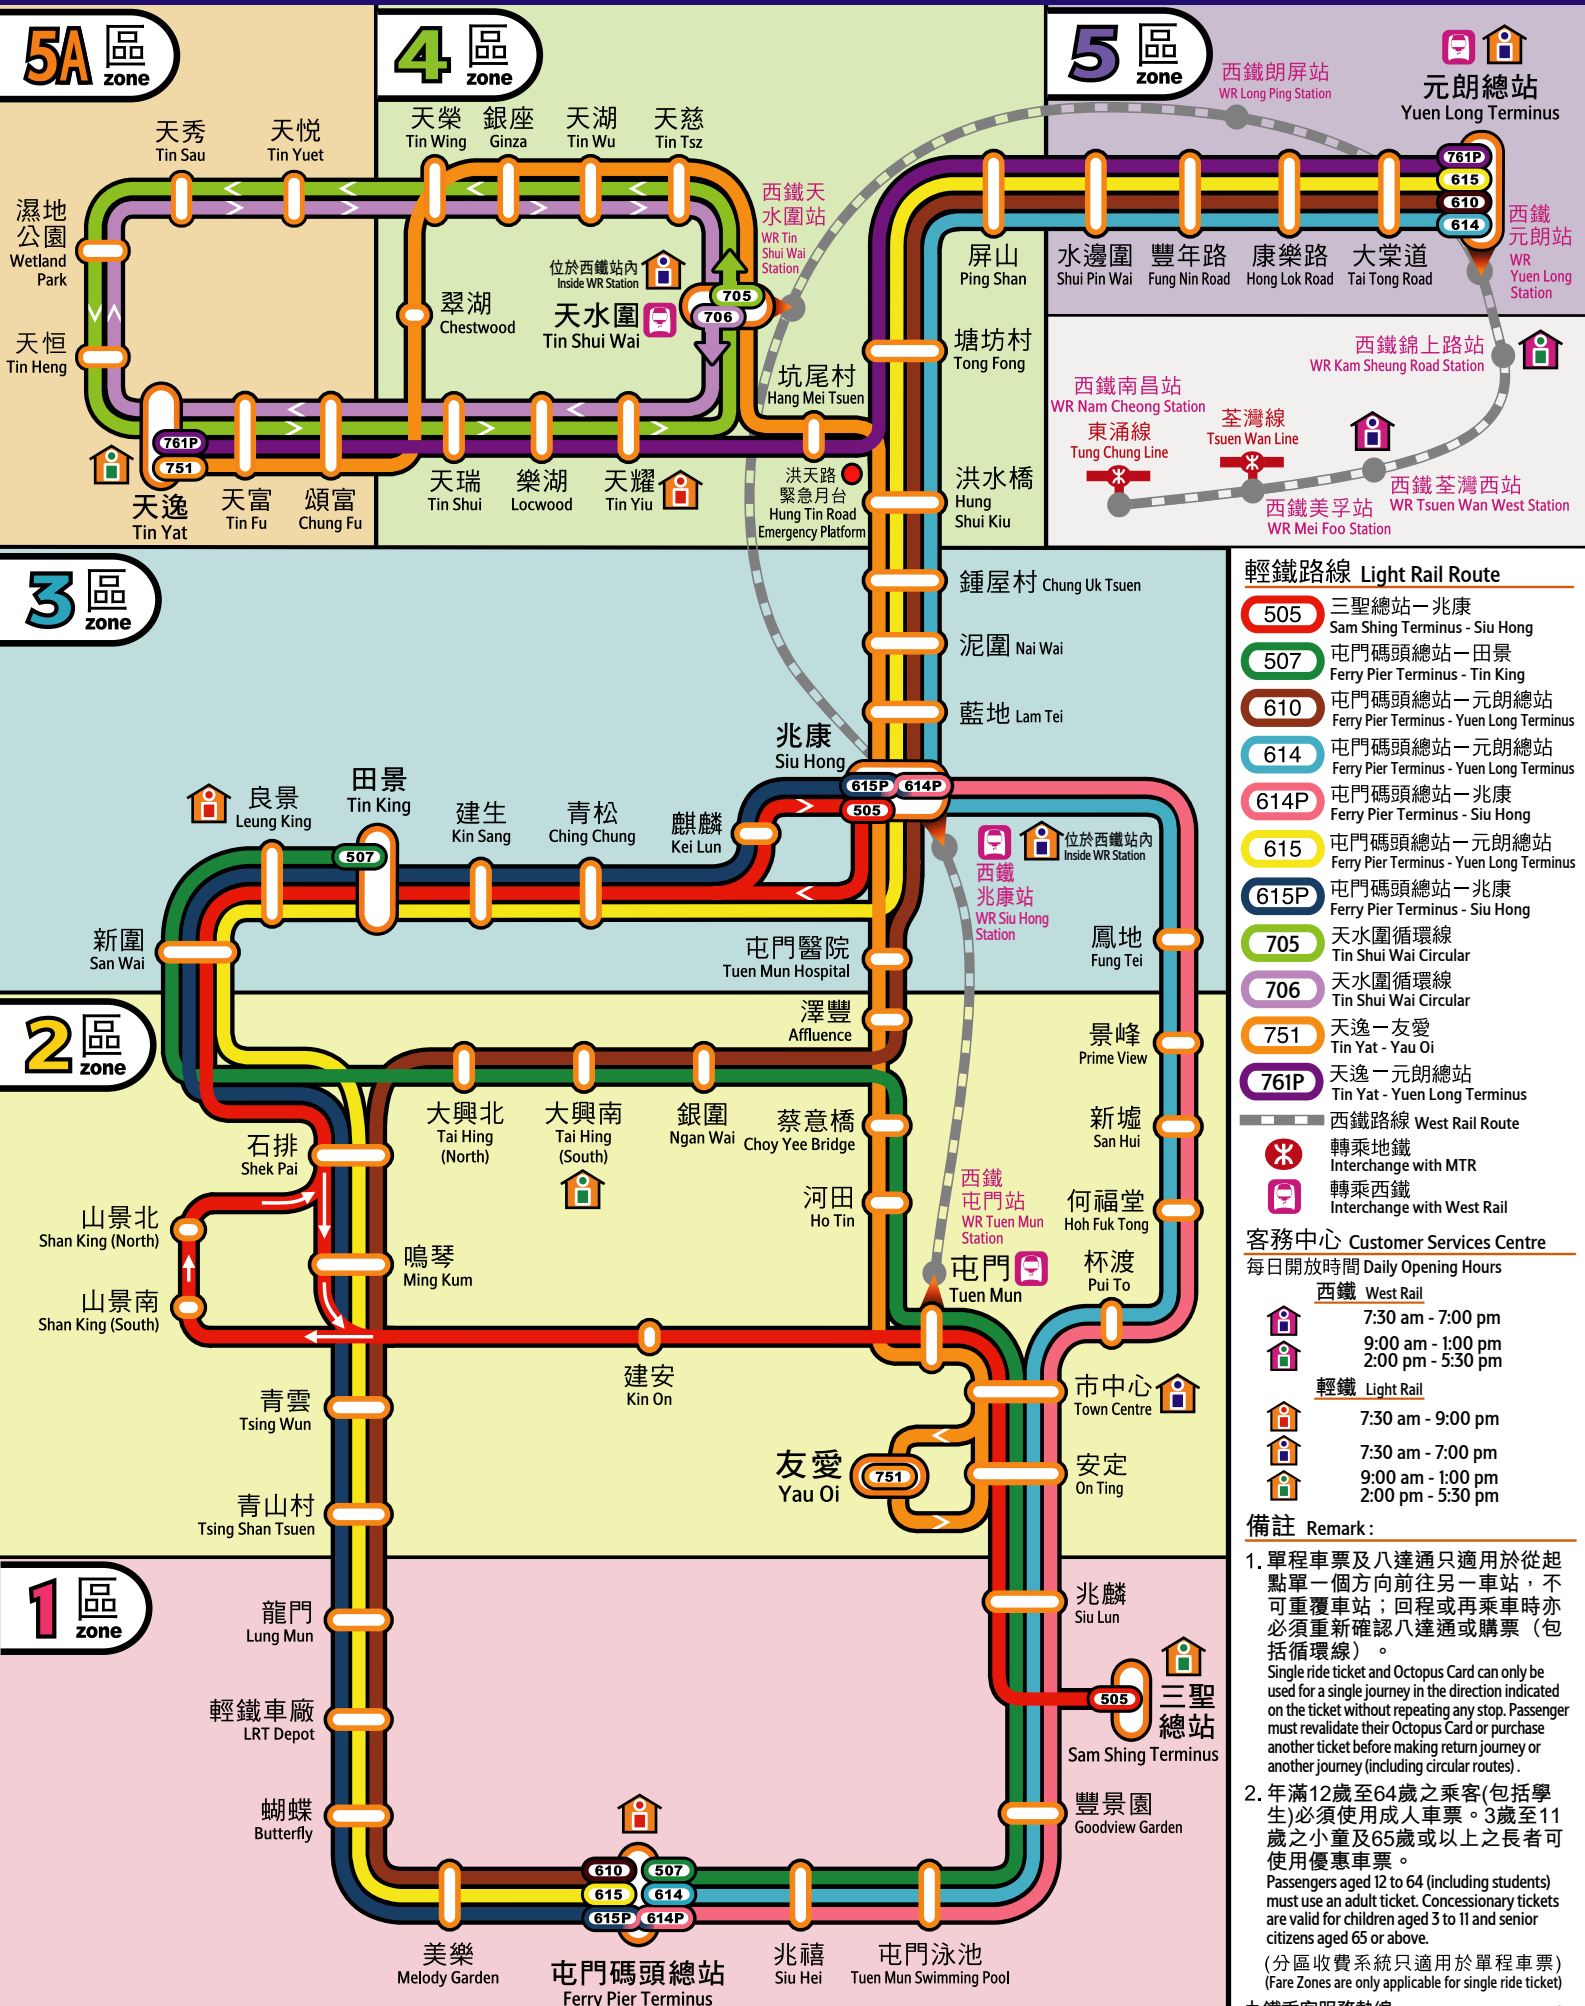 5A 區 zone
4 區 zone
5 區 zone
西鐵朗屏站
WR Long Ping Station
元朗總站
Yuen Long Terminus
天秀
Tin Sau
天悦
Tin Yuet
天榮
Tin Wing
銀座
Ginza
天湖
Tin Wu
天慈
Tin Tsz
761P
615
610
614
濕地
公園
Wetland
Park
西鐵天
水圍站
WR Tin
Shui Wai
Station
西鐵
元朗站
WR
Yuen Long
Station
屏山
Ping Shan
水邊圍
Shui Pin Wai
豐年路
Fung Nin Road
康樂路
Hong Lok Road
大棠道
Tai Tong Road
位於西鐵站內
Inside WR Station
天水圍
Tin Shui Wai
705
706
翠湖
Chestwood
天恒
Tin Heng
塘坊村
Tong Fong
坑尾村
Hang Mei Tsuen
西鐵錦上路站
WR Kam Sheung Road Station
西鐵南昌站
WR Nam Cheong Station
東涌線
Tung Chung Line
荃灣線
Tsuen Wan Line
西鐵美孚站
WR Mei Foo Station
西鐵荃灣西站
WR Tsuen Wan West Station
761P
751
天逸
Tin Yat
天富
Tin Fu
頌富
Chung Fu
天瑞
Tin Shui
樂湖
Locwood
天耀
Tin Yiu
洪天路
緊急月台
Hung Tin Road
Emergency Platform
洪水橋
Hung
Shui Kiu
3 區 zone
鍾屋村 Chung Uk Tsuen
泥圍 Nai Wai
藍地 Lam Tei
兆康
Siu Hong
615P
614P
505
良景
Leung King
田景
Tin King
507
建生
Kin Sang
青松
Ching Chung
麒麟
Kei Lun
位於西鐵站內
Inside WR Station
西鐵
兆康站
WR Siu Hong
Station
新圍
San Wai
屯門醫院
Tuen Mun Hospital
鳳地
Fung Tei
2 區 zone
澤豐
Affluence
景峰
Prime View
大興北
Tai Hing
(North)
大興南
Tai Hing
(South)
銀圍
Ngan Wai
蔡意橋
Choy Yee Bridge
新墟
San Hui
石排
Shek Pai
河田
Ho Tin
西鐵
屯門站
WR Tuen Mun
Station
何福堂
Hoh Fuk Tong
山景北
Shan King (North)
鳴琴
Ming Kum
屯門
Tuen Mun
杯渡
Pui To
山景南
Shan King (South)
建安
Kin On
青雲
Tsing Wun
市中心
Town Centre
友愛
Yau Oi
751
安定
On Ting
青山村
Tsing Shan Tsuen
1 區 zone
龍門
Lung Mun
兆麟
Siu Lun
505
三聖
總站
Sam Shing Terminus
輕鐵車廠
LRT Depot
蝴蝶
Butterfly
豐景園
Goodview Garden
610
507
615
614
615P
614P
美樂
Melody Garden
屯門碼頭總站
Ferry Pier Terminus
兆禧
Siu Hei
屯門泳池
Tuen Mun Swimming Pool
輕鐵路線 Light Rail Route
505 三聖總站－兆康
Sam Shing Terminus - Siu Hong
507 屯門碼頭總站－田景
Ferry Pier Terminus - Tin King
610 屯門碼頭總站－元朗總站
Ferry Pier Terminus - Yuen Long Terminus
614 屯門碼頭總站－元朗總站
Ferry Pier Terminus - Yuen Long Terminus
614P 屯門碼頭總站－兆康
Ferry Pier Terminus - Siu Hong
615 屯門碼頭總站－元朗總站
Ferry Pier Terminus - Yuen Long Terminus
615P 屯門碼頭總站－兆康
Ferry Pier Terminus - Siu Hong
705 天水圍循環線
Tin Shui Wai Circular
706 天水圍循環線
Tin Shui Wai Circular
751 天逸－友愛
Tin Yat - Yau Oi
761P 天逸－元朗總站
Tin Yat - Yuen Long Terminus
西鐵路線 West Rail Route
轉乘地鐵
Interchange with MTR
轉乘西鐵
Interchange with West Rail
客務中心 Customer Services Centre
每日開放時間 Daily Opening Hours
西鐵 West Rail
7:30 am - 7:00 pm
9:00 am - 1:00 pm
2:00 pm - 5:30 pm
輕鐵 Light Rail
7:30 am - 9:00 pm
7:30 am - 7:00 pm
9:00 am - 1:00 pm
2:00 pm - 5:30 pm
備註 Remark :
1. 單程車票及八達通只適用於從起
點單一個方向前往另一車站，不
可重覆車站；回程或再乘車時亦
必須重新確認八達通或購票（包
括循環線）。
Single ride ticket and Octopus Card can only be
used for a single journey in the direction indicated
on the ticket without repeating any stop. Passenger
must revalidate their Octopus Card or purchase
another ticket before making return journey or
another journey (including circular routes) .
2. 年滿12歲至64歲之乘客(包括學
生)必須使用成人車票。3歲至11
歲之小童及65歲或以上之長者可
使用優惠車票。
Passengers aged 12 to 64 (including students)
must use an adult ticket. Concessionary tickets
are valid for children aged 3 to 11 and senior
citizens aged 65 or above.
(分區收費系統只適用於單程車票)
(Fare Zones are only applicable for single ride ticket)